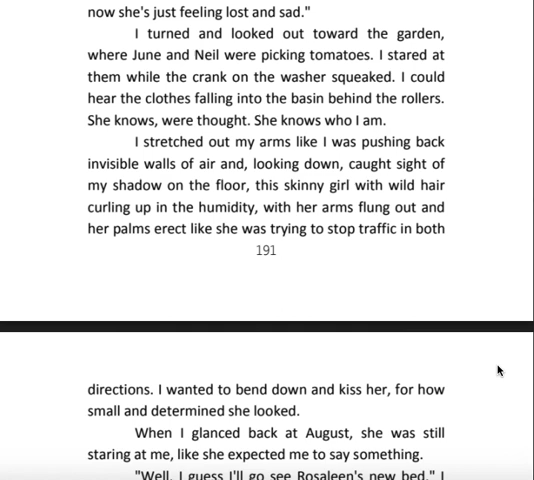 now she's just feeling lost and sad."
I turned and looked out toward the garden,
where June and Neil were picking tomatoes. I stared at
them while the crank on the washer squeaked. I could
hear the clothes falling into the basin behind the rollers.
She knows, were thought. She knows who I am.
I stretched out my arms like I was pushing back
invisible walls of air and, looking down, caught sight of
my shadow on the floor, this skinny girl with wild hair
curling up in the humidity, with her arms flung out and
her palms erect like she was trying to stop traffic in both
191
directions. I wanted to bend down and kiss her, for how
small and determined she looked.
When I glanced back at August, she was still
staring at me, like she expected me to say something.
"Well, I guess I'll go see Rosaleen's new bed," I